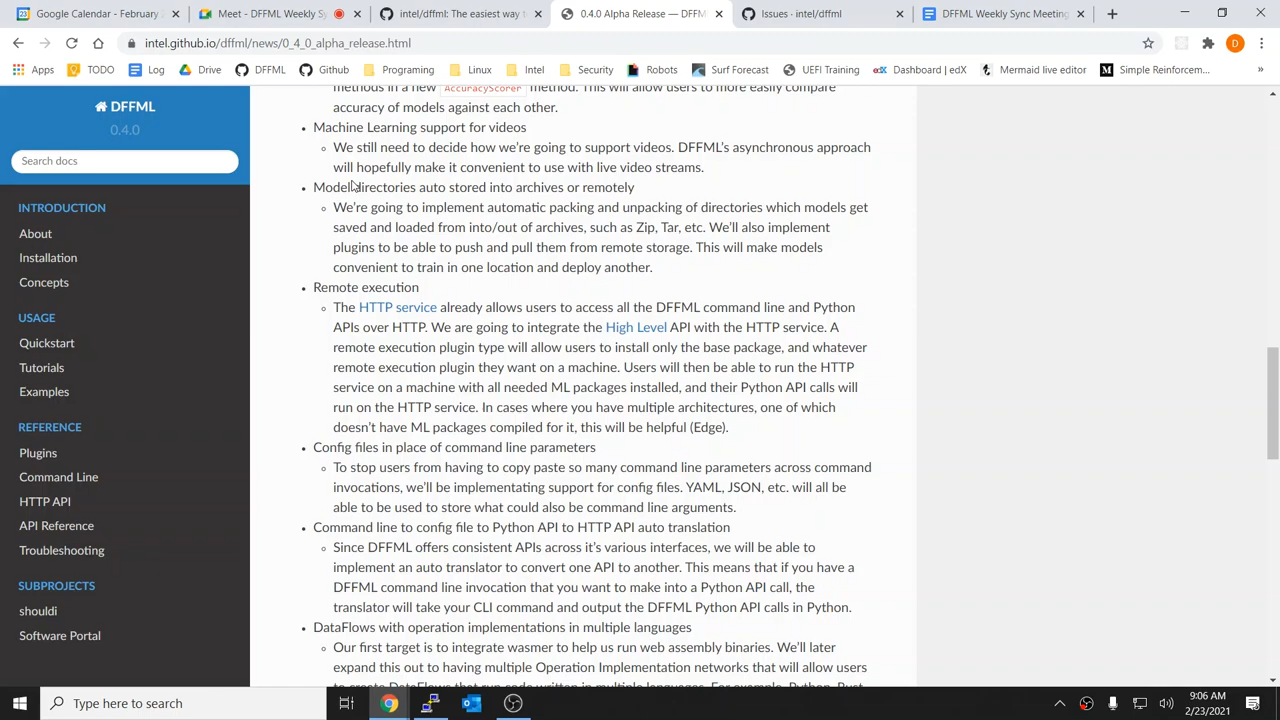 Google Calendar - February
Meet - DFFML Weekly Sy
intel/dffml: The easiest way t
0.4.0 Alpha Release — DFFM
Issues · intel/dffml
DFFML Weekly Sync Meeting
intel.github.io/dffml/news/0_4_0_alpha_release.html
D
Apps
TODO
Log
Drive
DFFML
Github
Programing
Linux
Intel
Security
Robots
Surf Forecast
UEFI Training
Dashboard | edX
Mermaid live editor
Simple Reinforcem...
DFFML
0.4.0
Search docs
INTRODUCTION
About
Installation
Concepts
USAGE
Quickstart
Tutorials
Examples
REFERENCE
Plugins
Command Line
HTTP API
API Reference
Troubleshooting
SUBPROJECTS
shouldi
Software Portal
methods in a new AccuracyScorer method. This will allow users to more easily compare
accuracy of models against each other.
Machine Learning support for videos
We still need to decide how we're going to support videos. DFFML's asynchronous approach
will hopefully make it convenient to use with live video streams.
Model directories auto stored into archives or remotely
We're going to implement automatic packing and unpacking of directories which models get
saved and loaded from into/out of archives, such as Zip, Tar, etc. We'll also implement
plugins to be able to push and pull them from remote storage. This will make models
convenient to train in one location and deploy another.
Remote execution
The HTTP service already allows users to access all the DFFML command line and Python
APIs over HTTP. We are going to integrate the High Level API with the HTTP service. A
remote execution plugin type will allow users to install only the base package, and whatever
remote execution plugin they want on a machine. Users will then be able to run the HTTP
service on a machine with all needed ML packages installed, and their Python API calls will
run on the HTTP service. In cases where you have multiple architectures, one of which
doesn't have ML packages compiled for it, this will be helpful (Edge).
Config files in place of command line parameters
To stop users from having to copy paste so many command line parameters across command
invocations, we'll be implementating support for config files. YAML, JSON, etc. will all be
able to be used to store what could also be command line arguments.
Command line to config file to Python API to HTTP API auto translation
Since DFFML offers consistent APIs across it's various interfaces, we will be able to
implement an auto translator to convert one API to another. This means that if you have a
DFFML command line invocation that you want to make into a Python API call, the
translator will take your CLI command and output the DFFML Python API calls in Python.
DataFlows with operation implementations in multiple languages
Our first target is to integrate wasmer to help us run web assembly binaries. We'll later
expand this out to having multiple Operation Implementation networks that will allow users
to create DataFlows that run code written in multiple languages. For example, Python, Rust
Type here to search
9:06 AM
2/23/2021